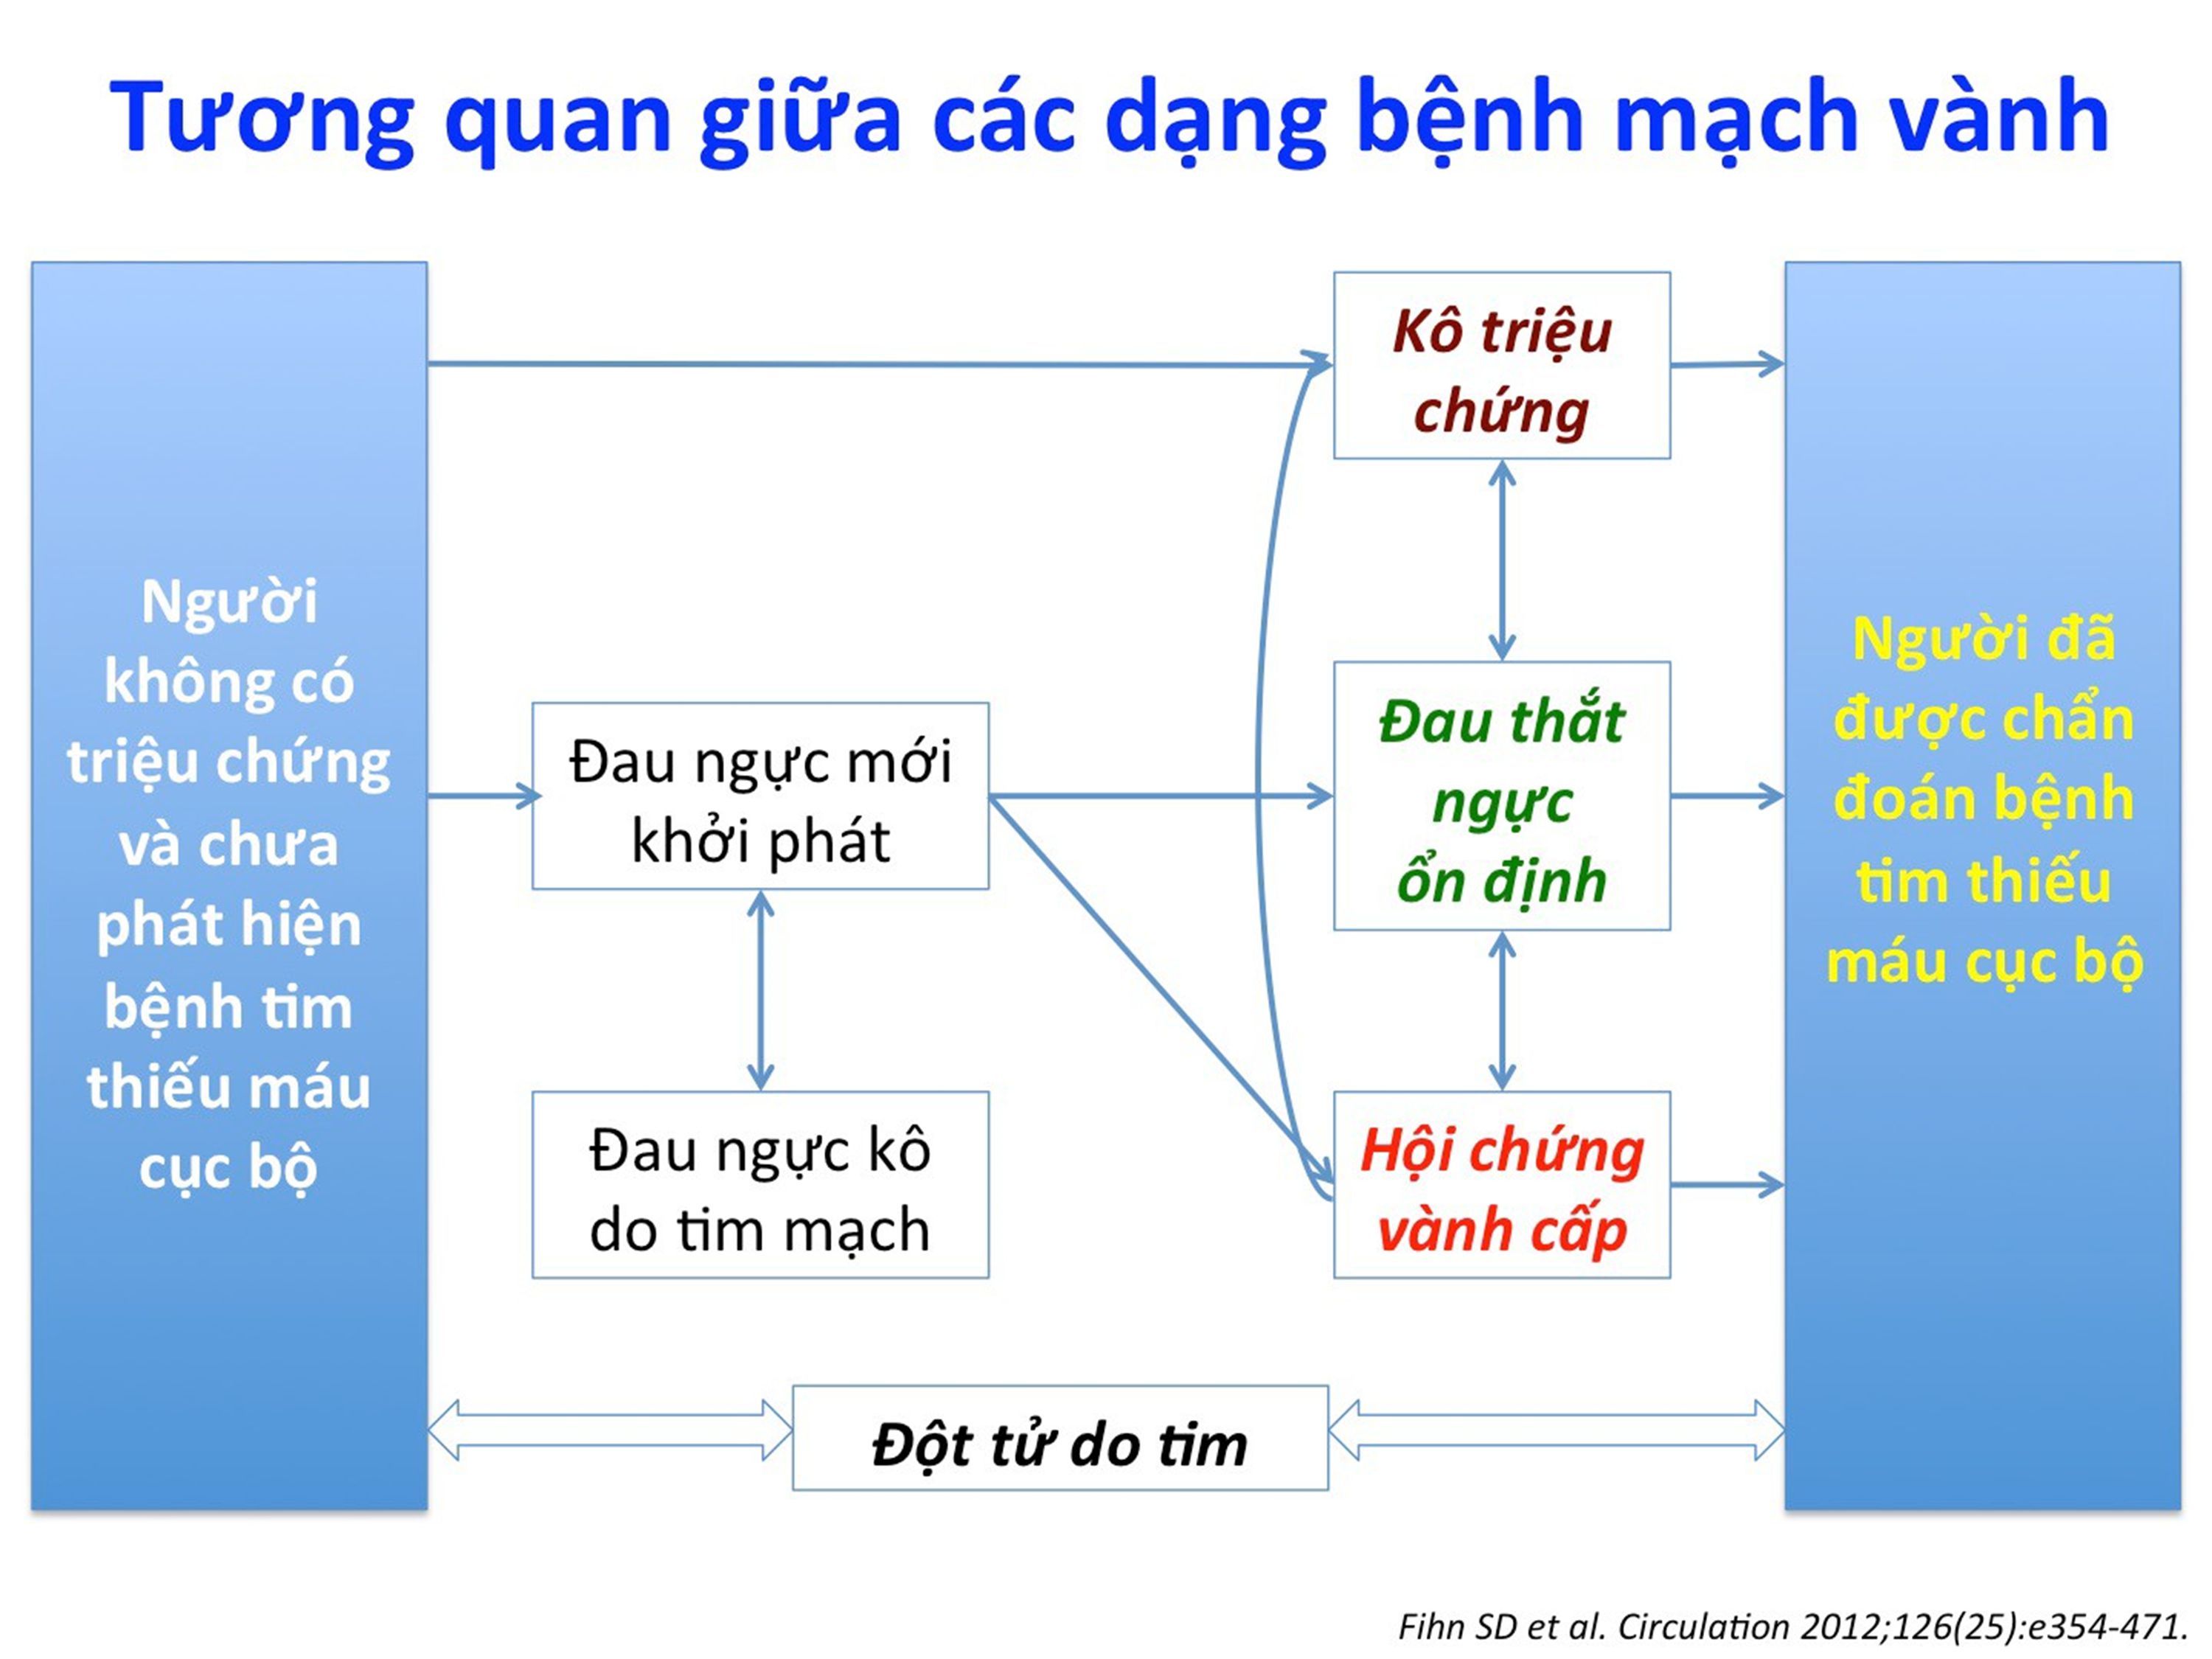 Tương quan giữa các dạng bệnh mạch vành
Người
không có
triệu chứng
và chưa
phát hiện
bệnh tim
thiếu máu
cục bộ
Đau ngực mới
khởi phát
Đau ngực kô
do tim mạch
Kô triệu
chứng
Đau thắt
ngực
ổn định
Hội chứng
vành cấp
Người đã
được chẩn
đoán bệnh
tim thiếu
máu cục bộ
Đột tử do tim
Fihn SD et al. Circulation 2012;126(25):e354-471.